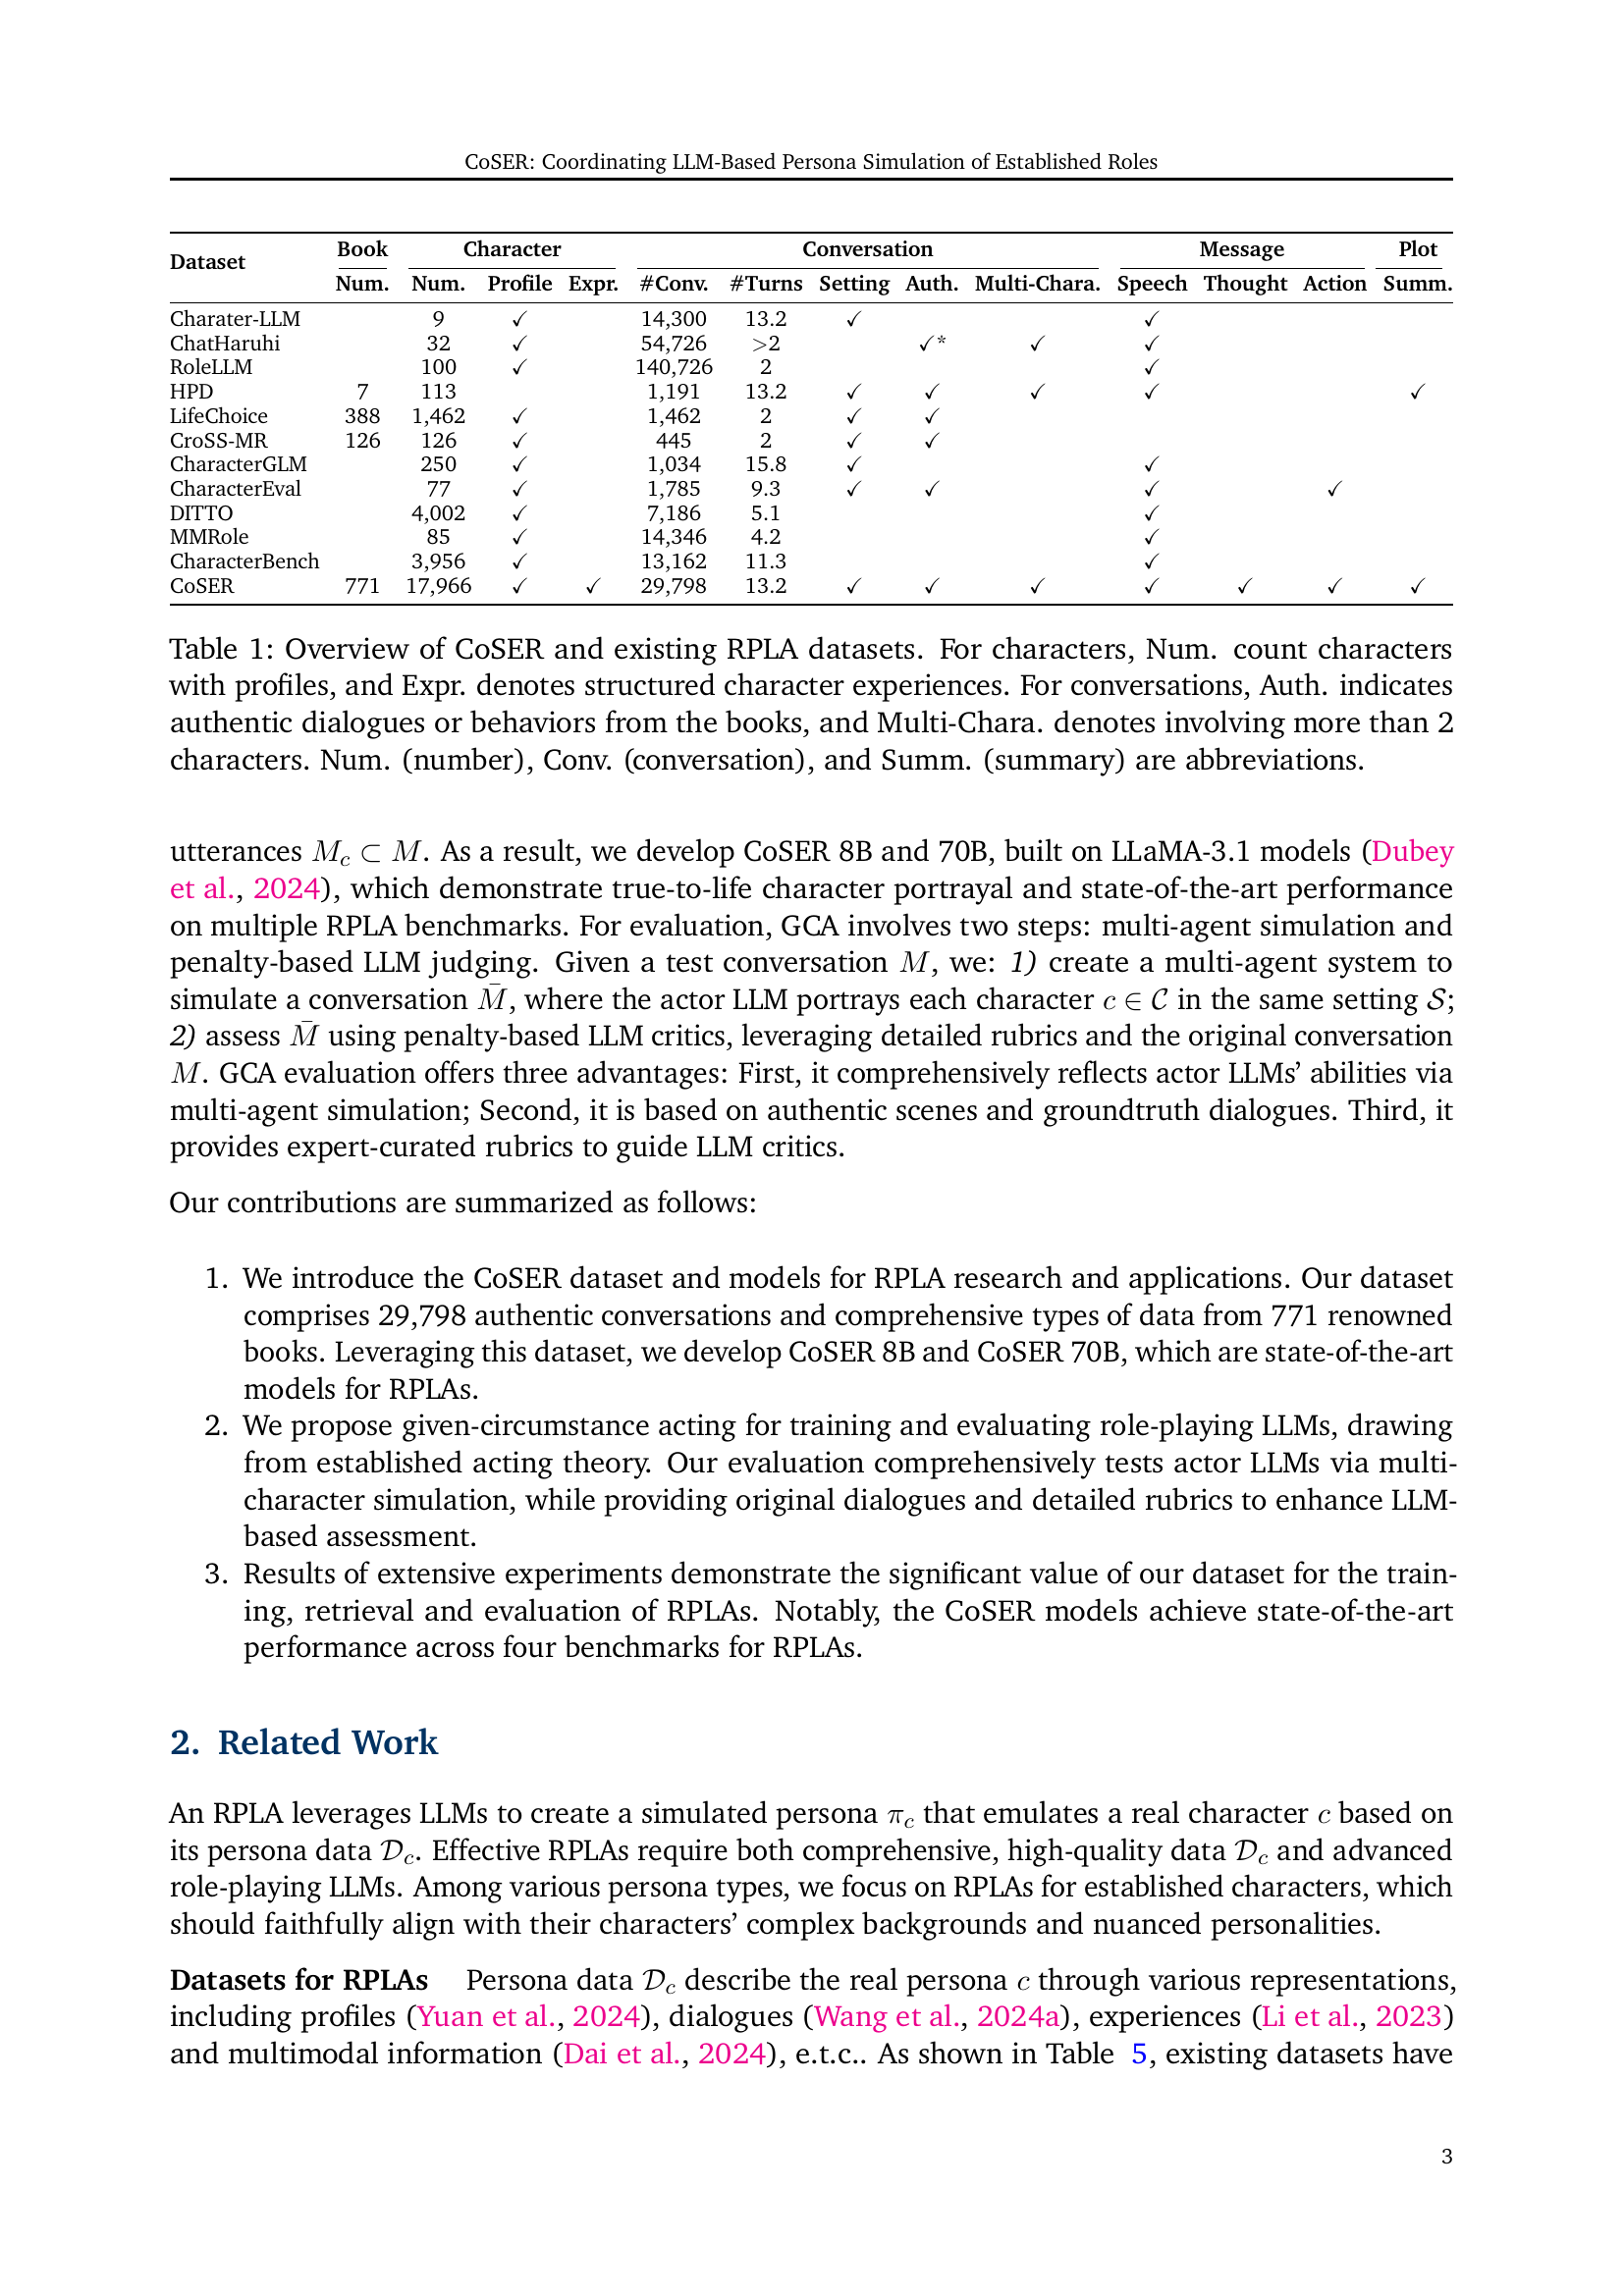 CoSER: Coordinating LLM-Based Persona Simulation of Established Roles
Dataset Book Character Conversation Message Plot
Num. Num. Profile Expr. #Conv. #Turns Setting Auth. Multi-Chara. Speech Thought Action Summ.
Charater-LLM 9 ✓ 14,300 13.2 ✓ ✓
ChatHaruhi 32 ✓ 54,726 >2 ✓* ✓ ✓
RoleLLM 100 ✓ 140,726 2 ✓
HPD 7 113 1,191 13.2 ✓ ✓ ✓ ✓ ✓
LifeChoice 388 1,462 ✓ 1,462 2 ✓ ✓
CroSS-MR 126 126 ✓ 445 2 ✓ ✓
CharacterGLM 250 ✓ 1,034 15.8 ✓ ✓
CharacterEval 77 ✓ 1,785 9.3 ✓ ✓ ✓ ✓
DITTO 4,002 ✓ 7,186 5.1 ✓
MMRole 85 ✓ 14,346 4.2 ✓
CharacterBench 3,956 ✓ 13,162 11.3 ✓
CoSER 771 17,966 ✓ ✓ 29,798 13.2 ✓ ✓ ✓ ✓ ✓ ✓ ✓
Table 1: Overview of CoSER and existing RPLA datasets. For characters, Num. count characters
with profiles, and Expr. denotes structured character experiences. For conversations, Auth. indicates
authentic dialogues or behaviors from the books, and Multi-Chara. denotes involving more than 2
characters. Num. (number), Conv. (conversation), and Summ. (summary) are abbreviations.
utterances M_c ⊂ M. As a result, we develop CoSER 8B and 70B, built on LLaMA-3.1 models (Dubey
et al., 2024), which demonstrate true-to-life character portrayal and state-of-the-art performance
on multiple RPLA benchmarks. For evaluation, GCA involves two steps: multi-agent simulation and
penalty-based LLM judging. Given a test conversation M, we: 1) create a multi-agent system to
simulate a conversation M̄, where the actor LLM portrays each character c ∈ 𝒞 in the same setting 𝒮;
2) assess M̄ using penalty-based LLM critics, leveraging detailed rubrics and the original conversation
M. GCA evaluation offers three advantages: First, it comprehensively reflects actor LLMs’ abilities via
multi-agent simulation; Second, it is based on authentic scenes and groundtruth dialogues. Third, it
provides expert-curated rubrics to guide LLM critics.
Our contributions are summarized as follows:
1. We introduce the CoSER dataset and models for RPLA research and applications. Our dataset
comprises 29,798 authentic conversations and comprehensive types of data from 771 renowned
books. Leveraging this dataset, we develop CoSER 8B and CoSER 70B, which are state-of-the-art
models for RPLAs.
2. We propose given-circumstance acting for training and evaluating role-playing LLMs, drawing
from established acting theory. Our evaluation comprehensively tests actor LLMs via multi-
character simulation, while providing original dialogues and detailed rubrics to enhance LLM-
based assessment.
3. Results of extensive experiments demonstrate the significant value of our dataset for the train-
ing, retrieval and evaluation of RPLAs. Notably, the CoSER models achieve state-of-the-art
performance across four benchmarks for RPLAs.
2. Related Work
An RPLA leverages LLMs to create a simulated persona π_c that emulates a real character c based on
its persona data 𝒟_c. Effective RPLAs require both comprehensive, high-quality data 𝒟_c and advanced
role-playing LLMs. Among various persona types, we focus on RPLAs for established characters, which
should faithfully align with their characters’ complex backgrounds and nuanced personalities.
Datasets for RPLAs Persona data 𝒟_c describe the real persona c through various representations,
including profiles (Yuan et al., 2024), dialogues (Wang et al., 2024a), experiences (Li et al., 2023)
and multimodal information (Dai et al., 2024), e.t.c.. As shown in Table 5, existing datasets have
3